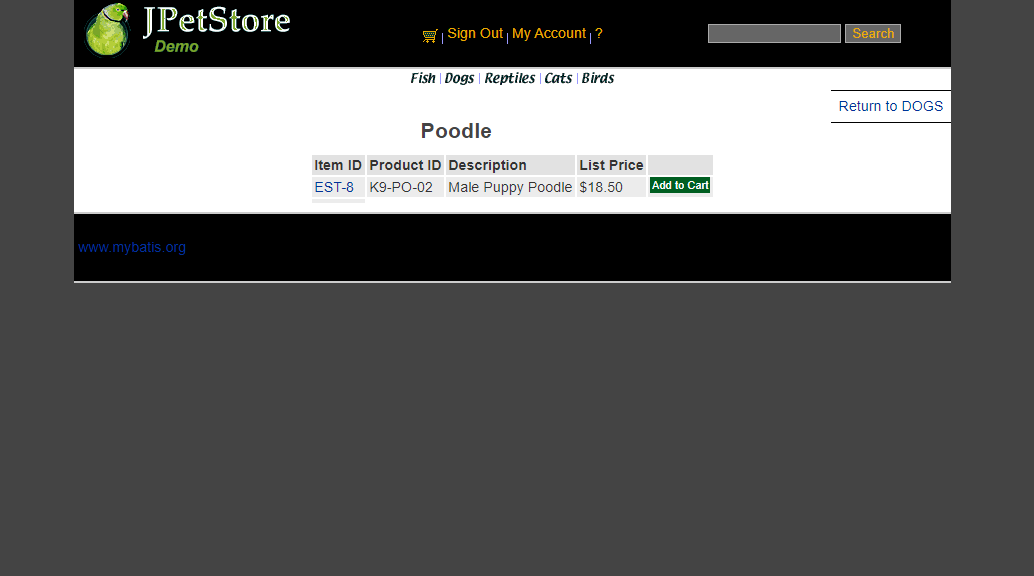 JPetStore
Demo
Sign Out | My Account | ?
Search
Fish | Dogs | Reptiles | Cats | Birds
Return to DOGS
Poodle
Item ID Product ID Description List Price
EST-8 K9-PO-02 Male Puppy Poodle $18.50 Add to Cart
www.mybatis.org